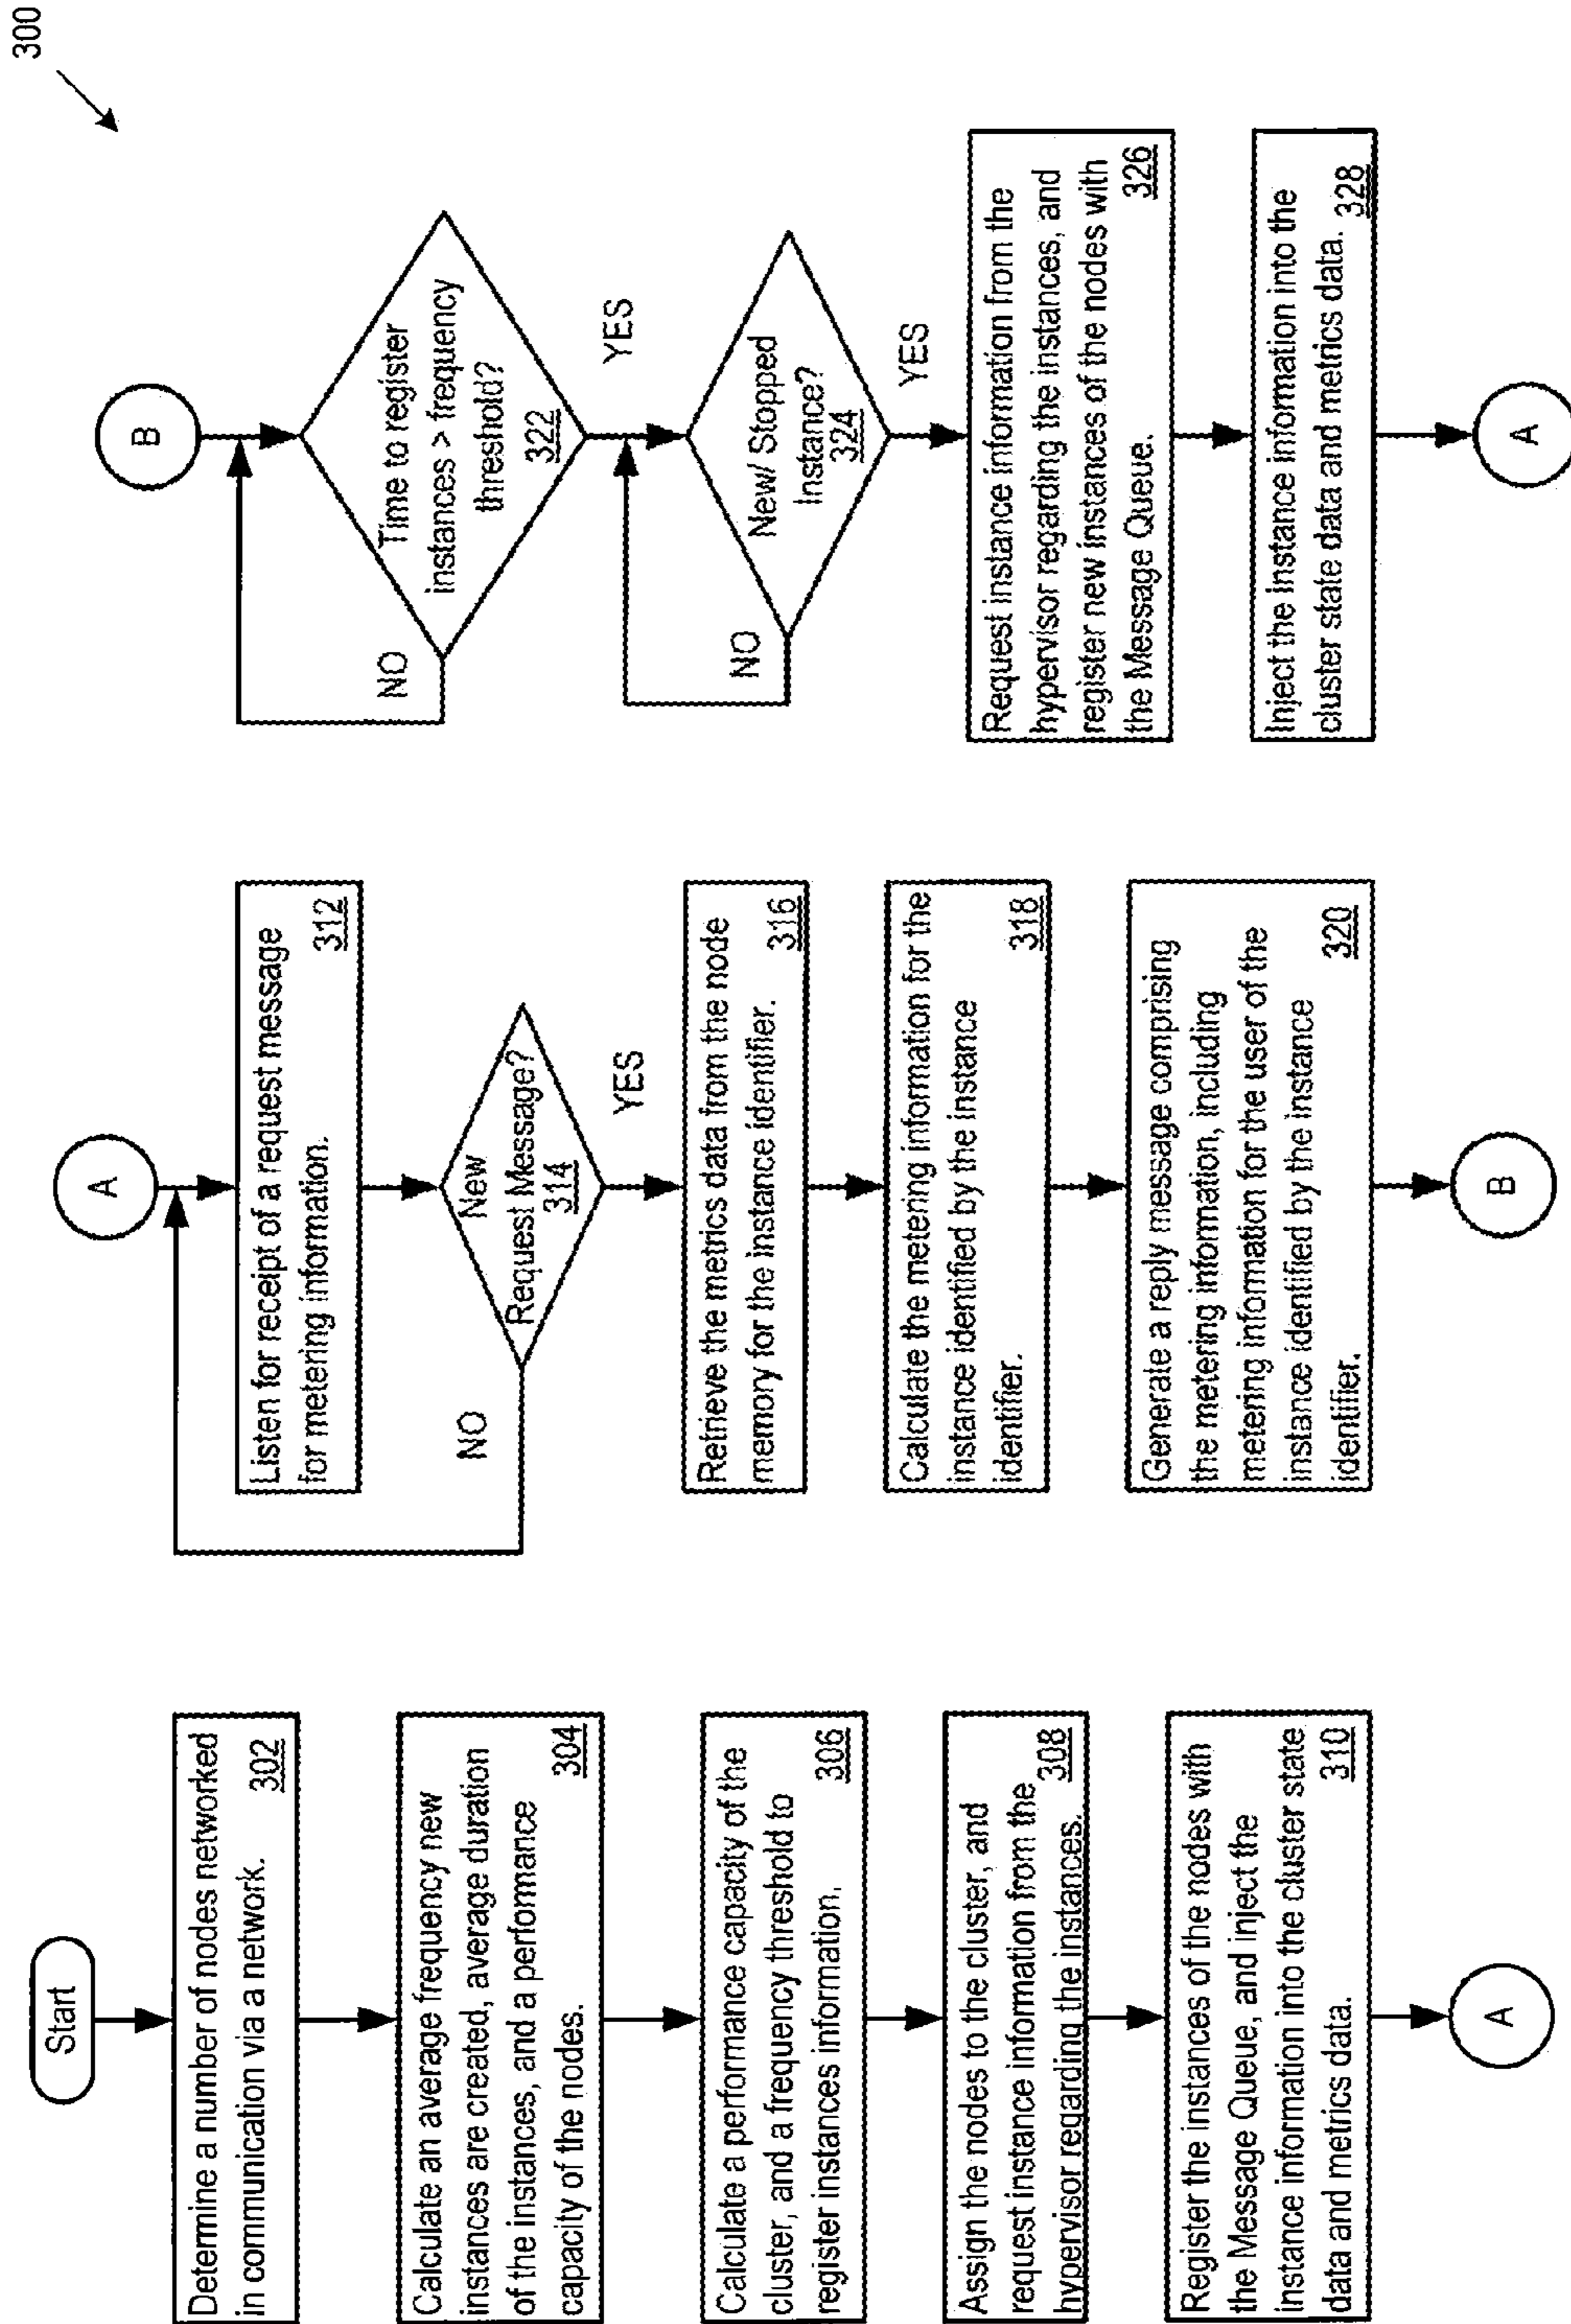 300
Start
Determine a number of nodes networked
in communication via a network. 302
Calculate an average frequency new
instances are created, average duration
of the instances, and a performance
capacity of the nodes. 304
Calculate a performance capacity of the
cluster, and a frequency threshold to
register instances information. 306
Assign the nodes to the cluster, and
request instance information from the
hypervisor regarding the instances. 308
Register the instances of the nodes with
the Message Queue, and inject the
instance information into the cluster state
data and metrics data. 310
A
A
Listen for receipt of a request message
for metering information. 312
New
Request Message?
314
NO
YES
Retrieve the metrics data from the node
memory for the instance identifier. 316
Calculate the metering information for the
instance identified by the instance
identifier. 318
Generate a reply message comprising
the metering information, including
metering information for the user of the
instance identified by the instance
identifier. 320
B
B
Time to register
instances > frequency
threshold?
322
NO
YES
New/ Stopped
Instance?
324
NO
YES
Request instance information from the
hypervisor regarding the instances, and
register new instances of the nodes with
the Message Queue. 326
Inject the instance information into the
cluster state data and metrics data. 328
A